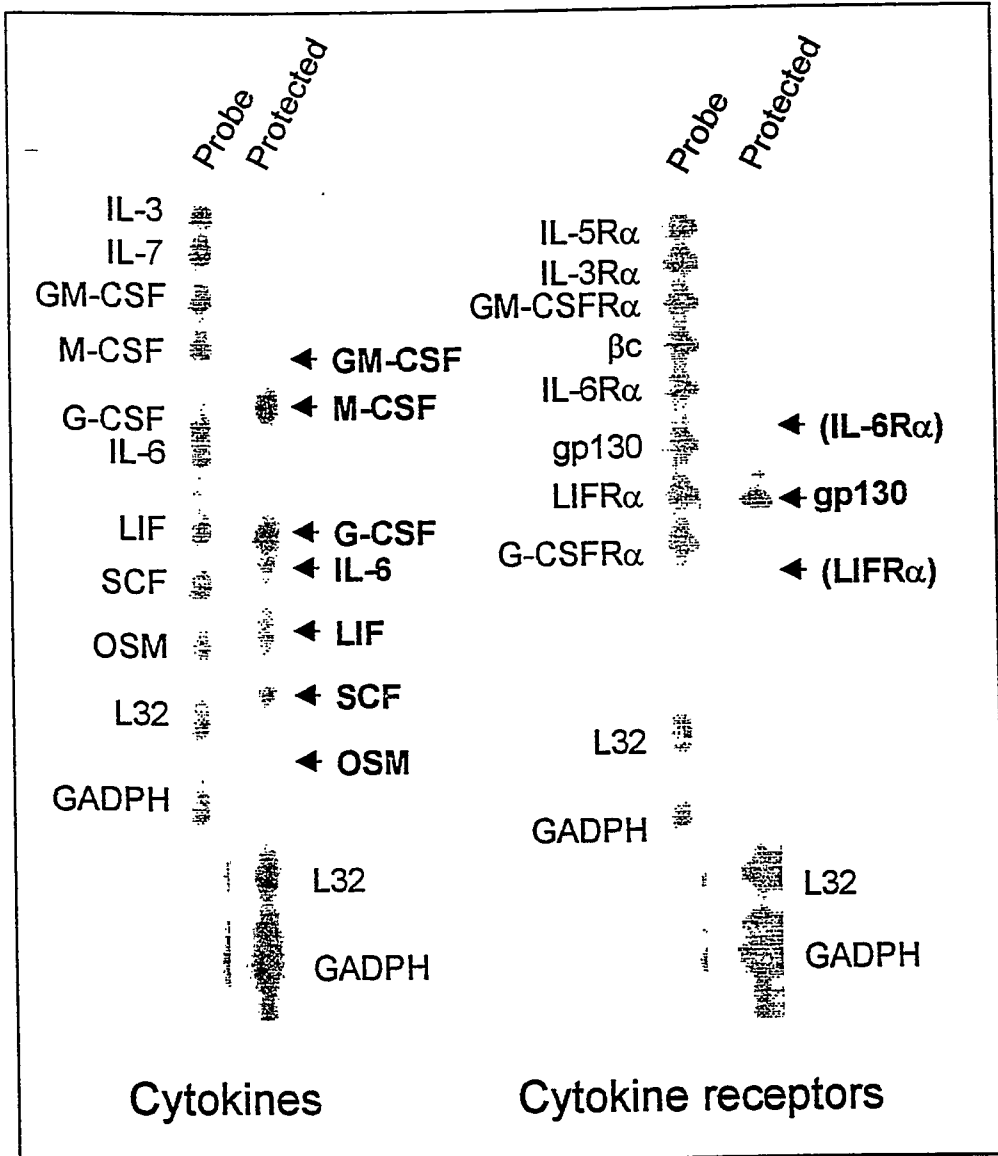 Probe
Protected
IL-3
IL-7
GM-CSF
M-CSF
G-CSF
IL-6
LIF
SCF
OSM
L32
GADPH
GM-CSF
M-CSF
G-CSF
IL-6
LIF
SCF
OSM
L32
GADPH
Cytokines
Probe
Protected
IL-5Rα
IL-3Rα
GM-CSFRα
βc
IL-6Rα
gp130
LIFRα
G-CSFRα
L32
GADPH
(IL-6Rα)
gp130
(LIFRα)
L32
GADPH
Cytokine receptors